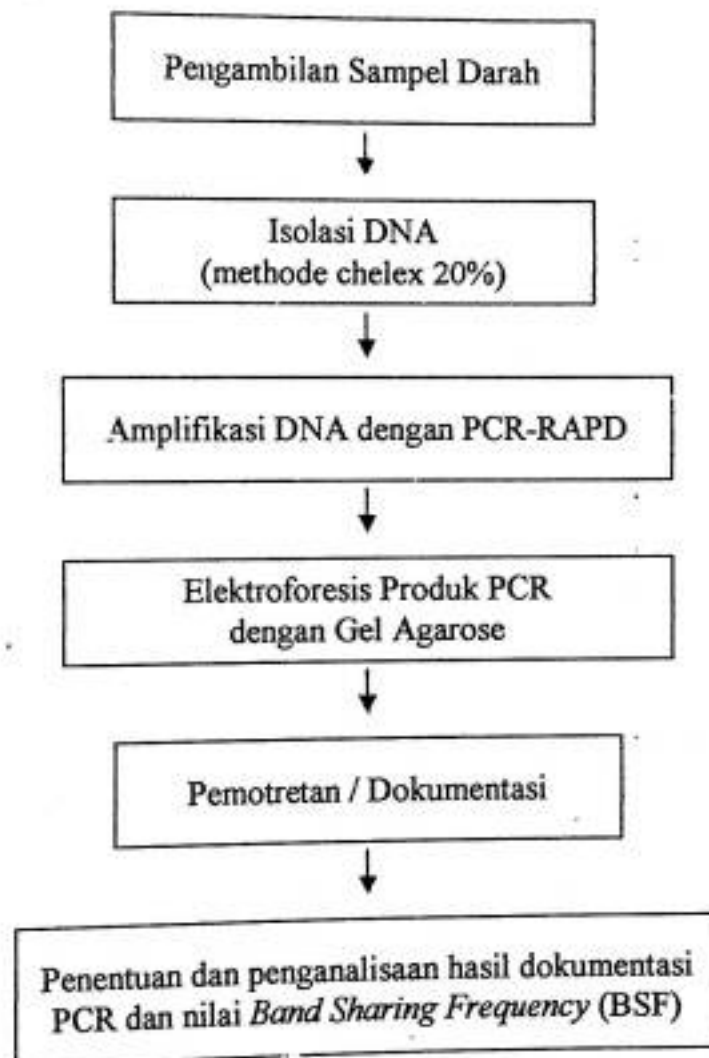 Pengambilan Sampel Darah
Isolasi DNA
(methode chelex 20%)
Amplifikasi DNA dengan PCR-RAPD
Elektroforesis Produk PCR
dengan Gel Agarose
Pemotretan / Dokumentasi
Penentuan dan penganalisaan hasil dokumentasi
PCR dan nilai Band Sharing Frequency (BSF)